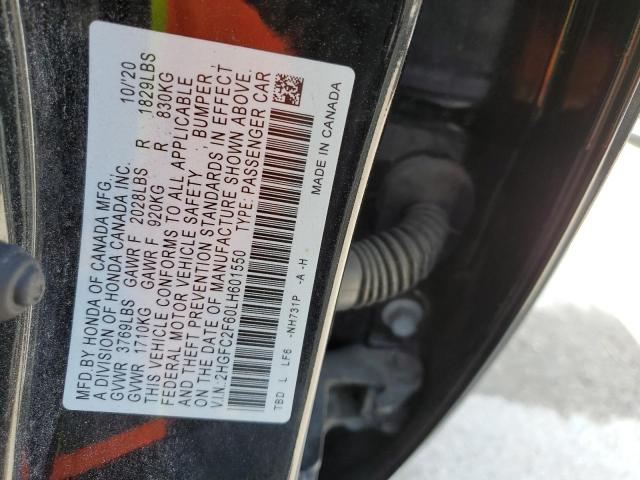 MFD.BY HONDA OF CANADA MFG., 10/20
A DIVISION OF HONDA CANADA INC.
GVWR 3769LBS GAWR F 2028LBS R 1829LBS
GVWR 1710KG GAWR F 920KG R 830KG
THIS VEHICLE CONFORMS TO ALL APPLICABLE
FEDERAL MOTOR VEHICLE SAFETY , BUMPER ,
AND THEFT PREVENTION STANDARDS IN EFFECT
ON THE DATE OF MANUFACTURE SHOWN ABOVE.
V.I.N.:2HGFC2F60LH601550 TYPE: PASSENGER CAR
TBD L LF6 -NH731P -A -H MADE IN CANADA